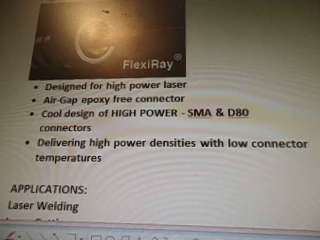 FlexiRay®
• Designed for high power laser
• Air-Gap epoxy free connector
• Cool design of HIGH POWER - SMA & D80
connectors
• Delivering high power densities with low connector
temperatures
APPLICATIONS:
Laser Welding